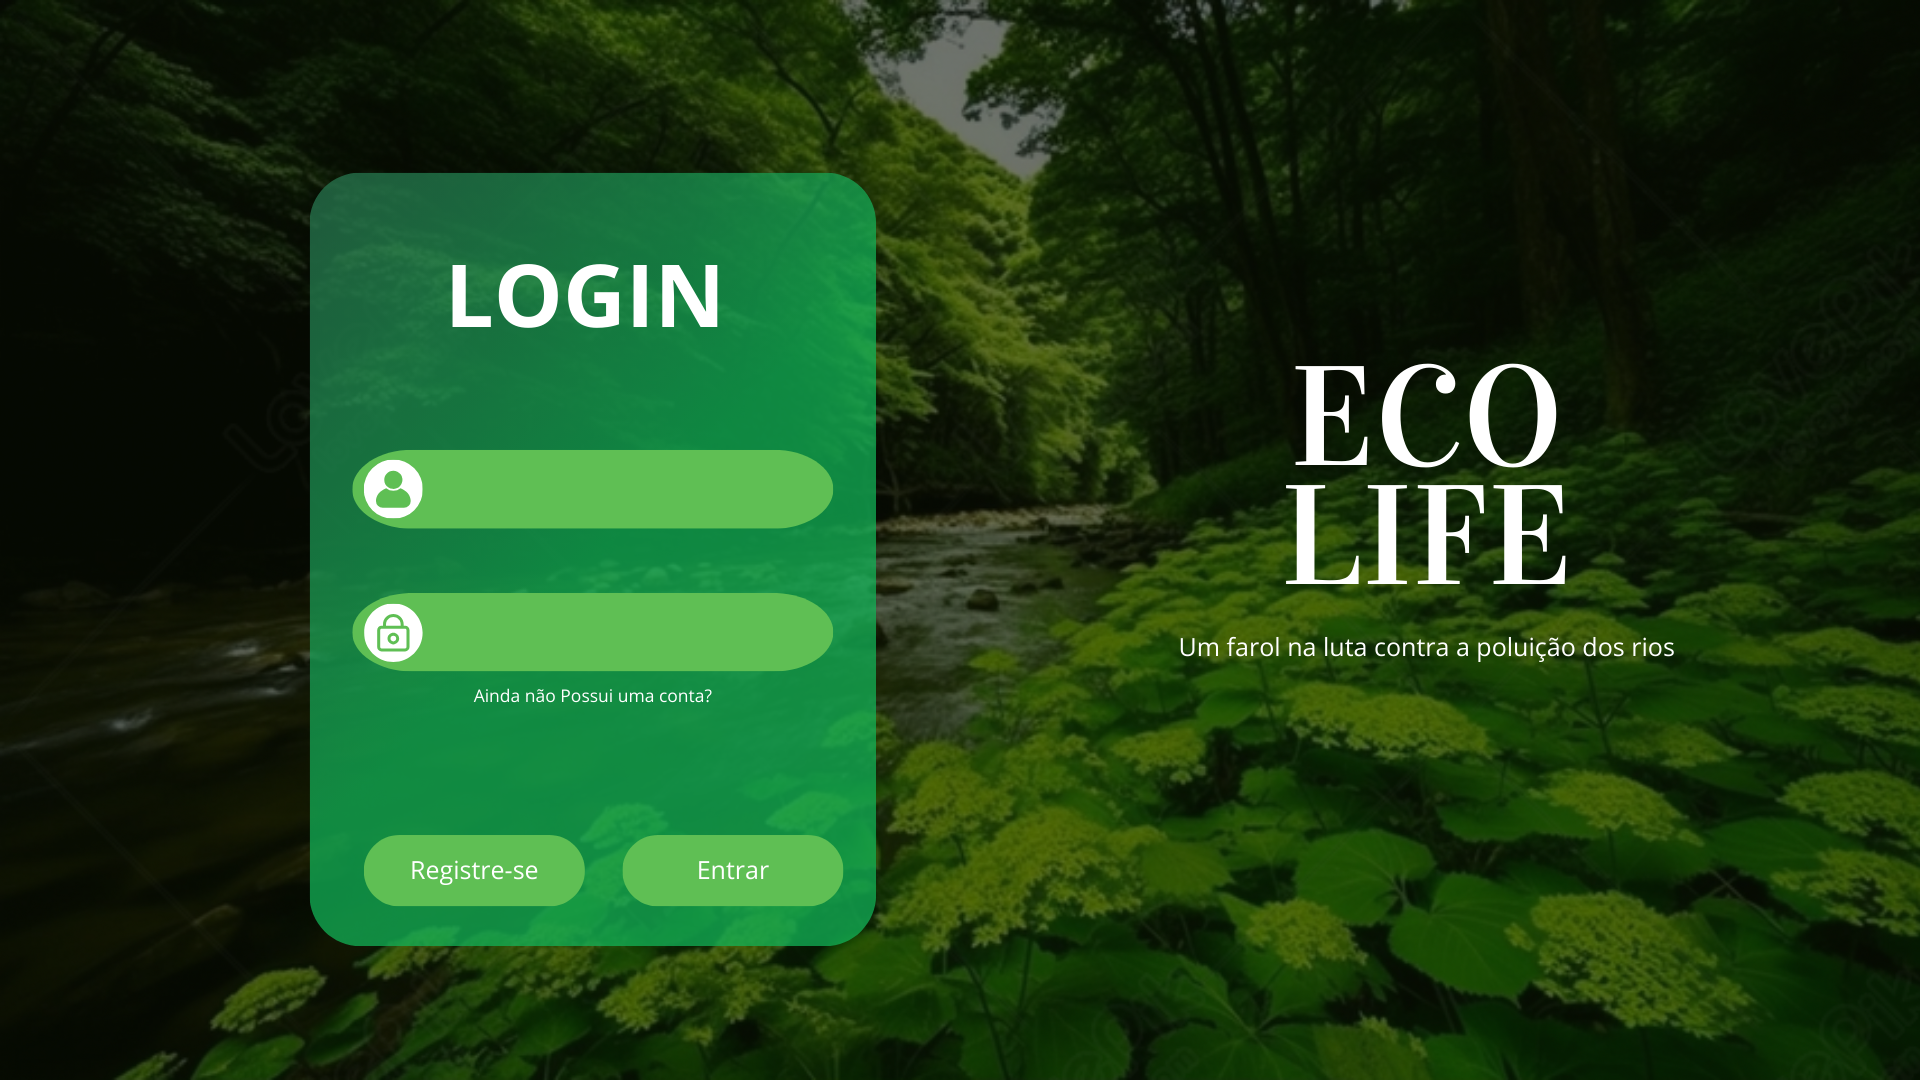 LOGIN
Ainda não Possui uma conta?
Registre-se
Entrar
ECO
LIFE
Um farol na luta contra a poluição dos rios